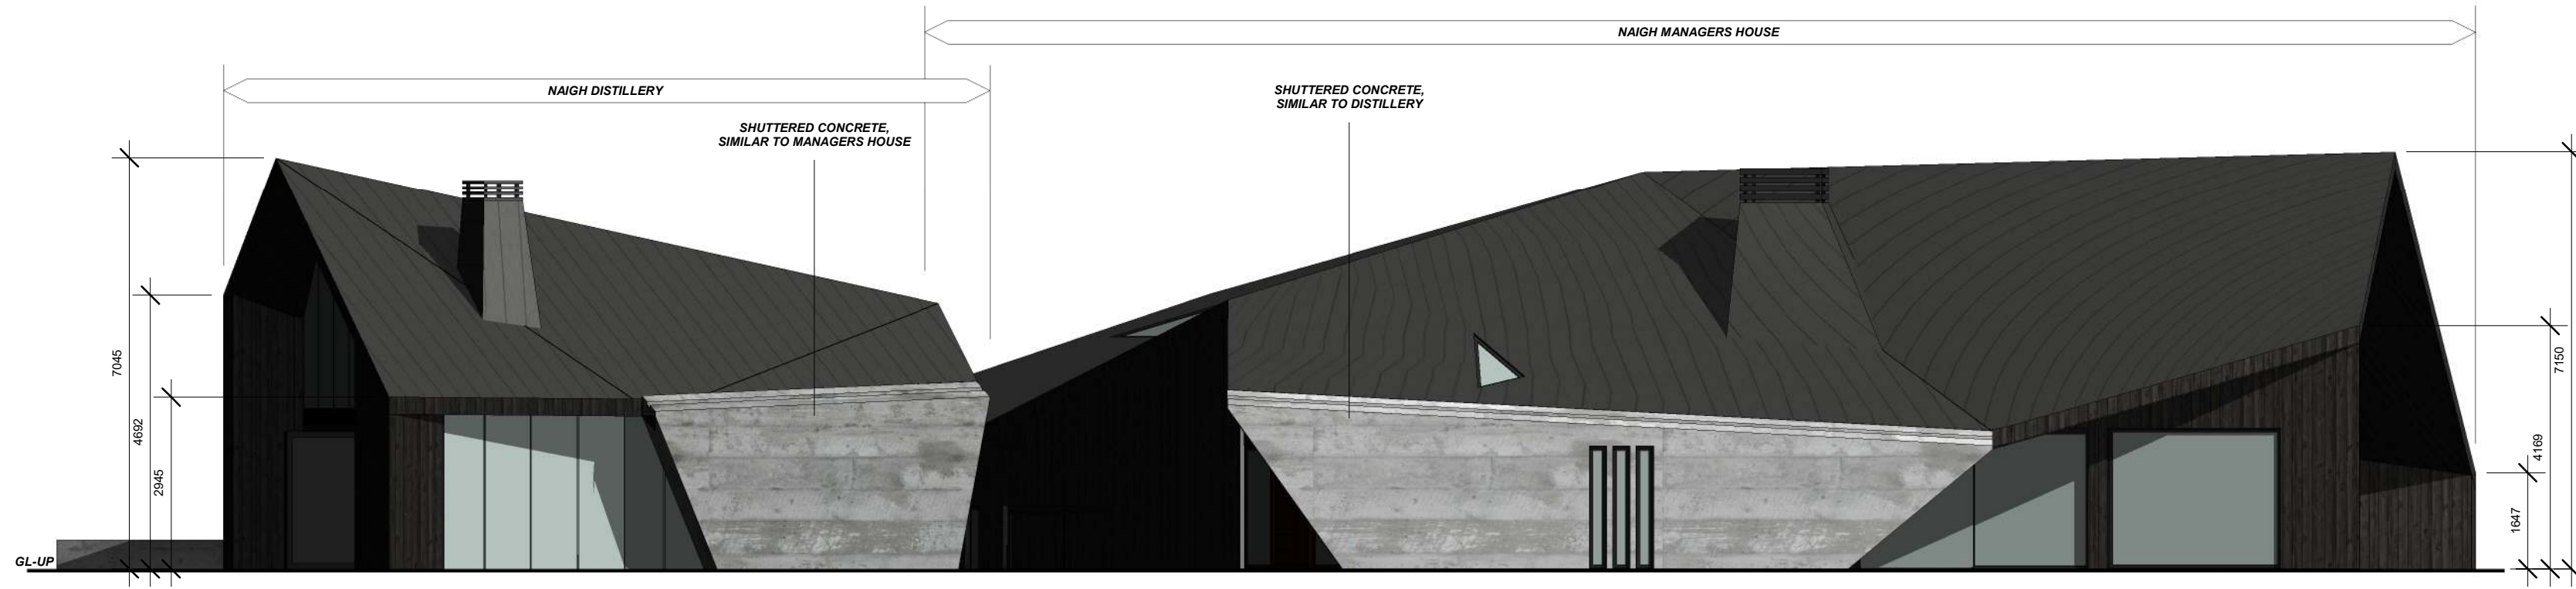 NAIGH MANAGERS HOUSE
NAIGH DISTILLERY
SHUTTERED CONCRETE,
SIMILAR TO DISTILLERY
SHUTTERED CONCRETE,
SIMILAR TO MANAGERS HOUSE
7045
4692
2945
7150
4169
1647
GL-UP